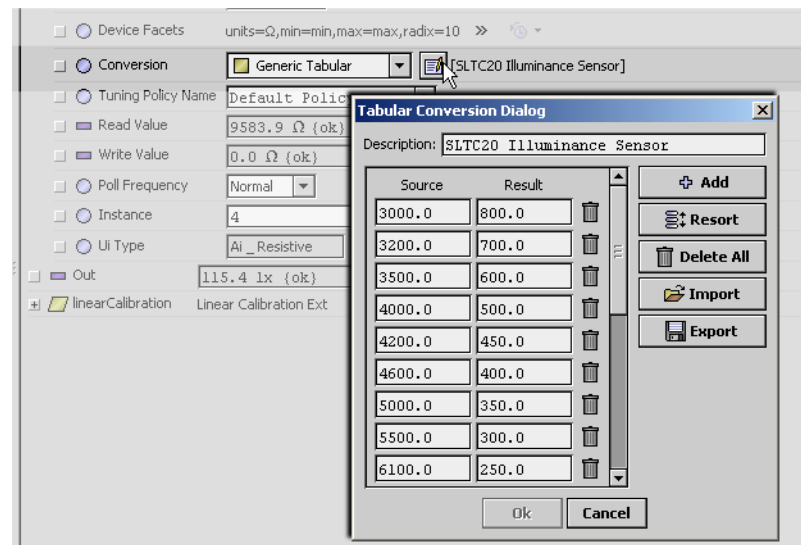 Device Facets units=Ω,min=min,max=max,radix=10 »
Conversion Generic Tabular [SLTC20 Illuminance Sensor]
Tuning Policy Name Default Polic
Read Value 9583.9 Ω {ok}
Write Value 0.0 Ω {ok}
Poll Frequency Normal
Instance 4
Ui Type Ai _ Resistive
Out 115.4 lx {ok}
linearCalibration Linear Calibration Ext
Tabular Conversion Dialog
Description: SLTC20 Illuminance Sensor
Source Result
3000.0 800.0
3200.0 700.0
3500.0 600.0
4000.0 500.0
4200.0 450.0
4600.0 400.0
5000.0 350.0
5500.0 300.0
6100.0 250.0
Add
Resort
Delete All
Import
Export
Ok Cancel